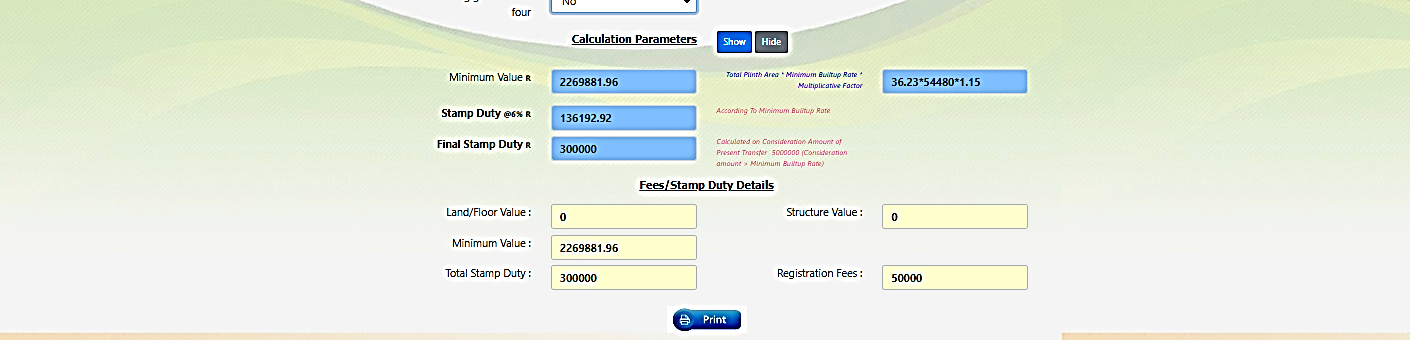 No
four
Calculation Parameters Show Hide
Minimum Value R 2269881.96 Total Plinth Area * Minimum Builtup Rate * 36.23*54480*1.15
Multiplicative Factor
Stamp Duty @6% R 136192.92 According To Minimum Builtup Rate
Final Stamp Duty R 300000 Calculated on Consideration Amount of
Present Transfer- 5000000 (Consideration
amount > Minimum Builtup Rate)
Fees/Stamp Duty Details
Land/Floor Value : 0 Structure Value : 0
Minimum Value : 2269881.96
Total Stamp Duty : 300000 Registration Fees : 50000
Print